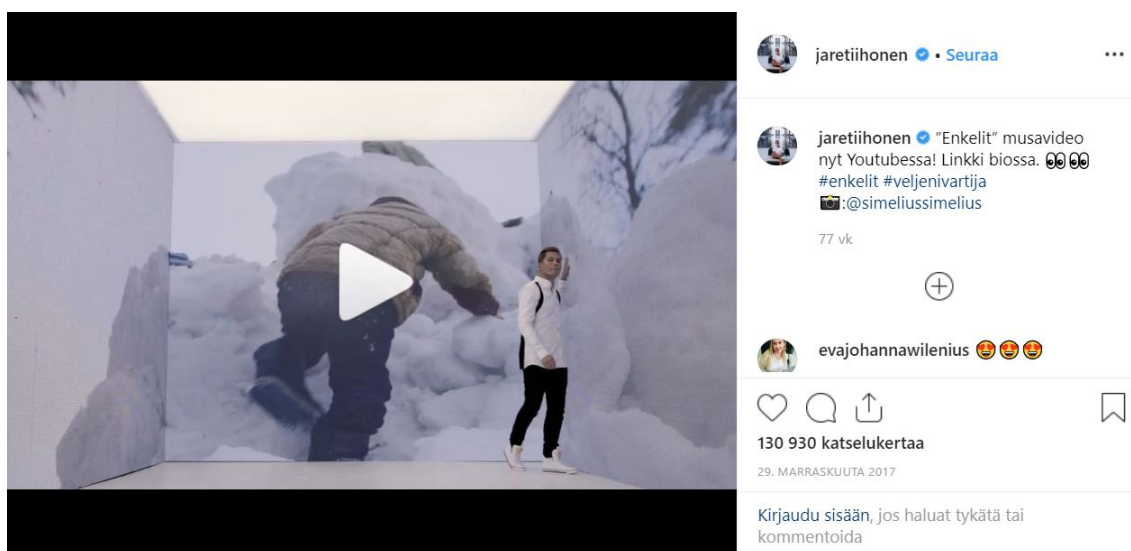 jaretiihonen • Seuraa
jaretiihonen "Enkelit" musavideo
nyt Youtubessa! Linkki biossa. 👀👀
#enkelit #veljenivartija
📷:@simeliussimelius
77 vk
evajohannawilenius 😍😍😍
130 930 katselukertaa
29. MARRASKUUTA 2017
Kirjaudu sisään, jos haluat tykätä tai
kommentoida